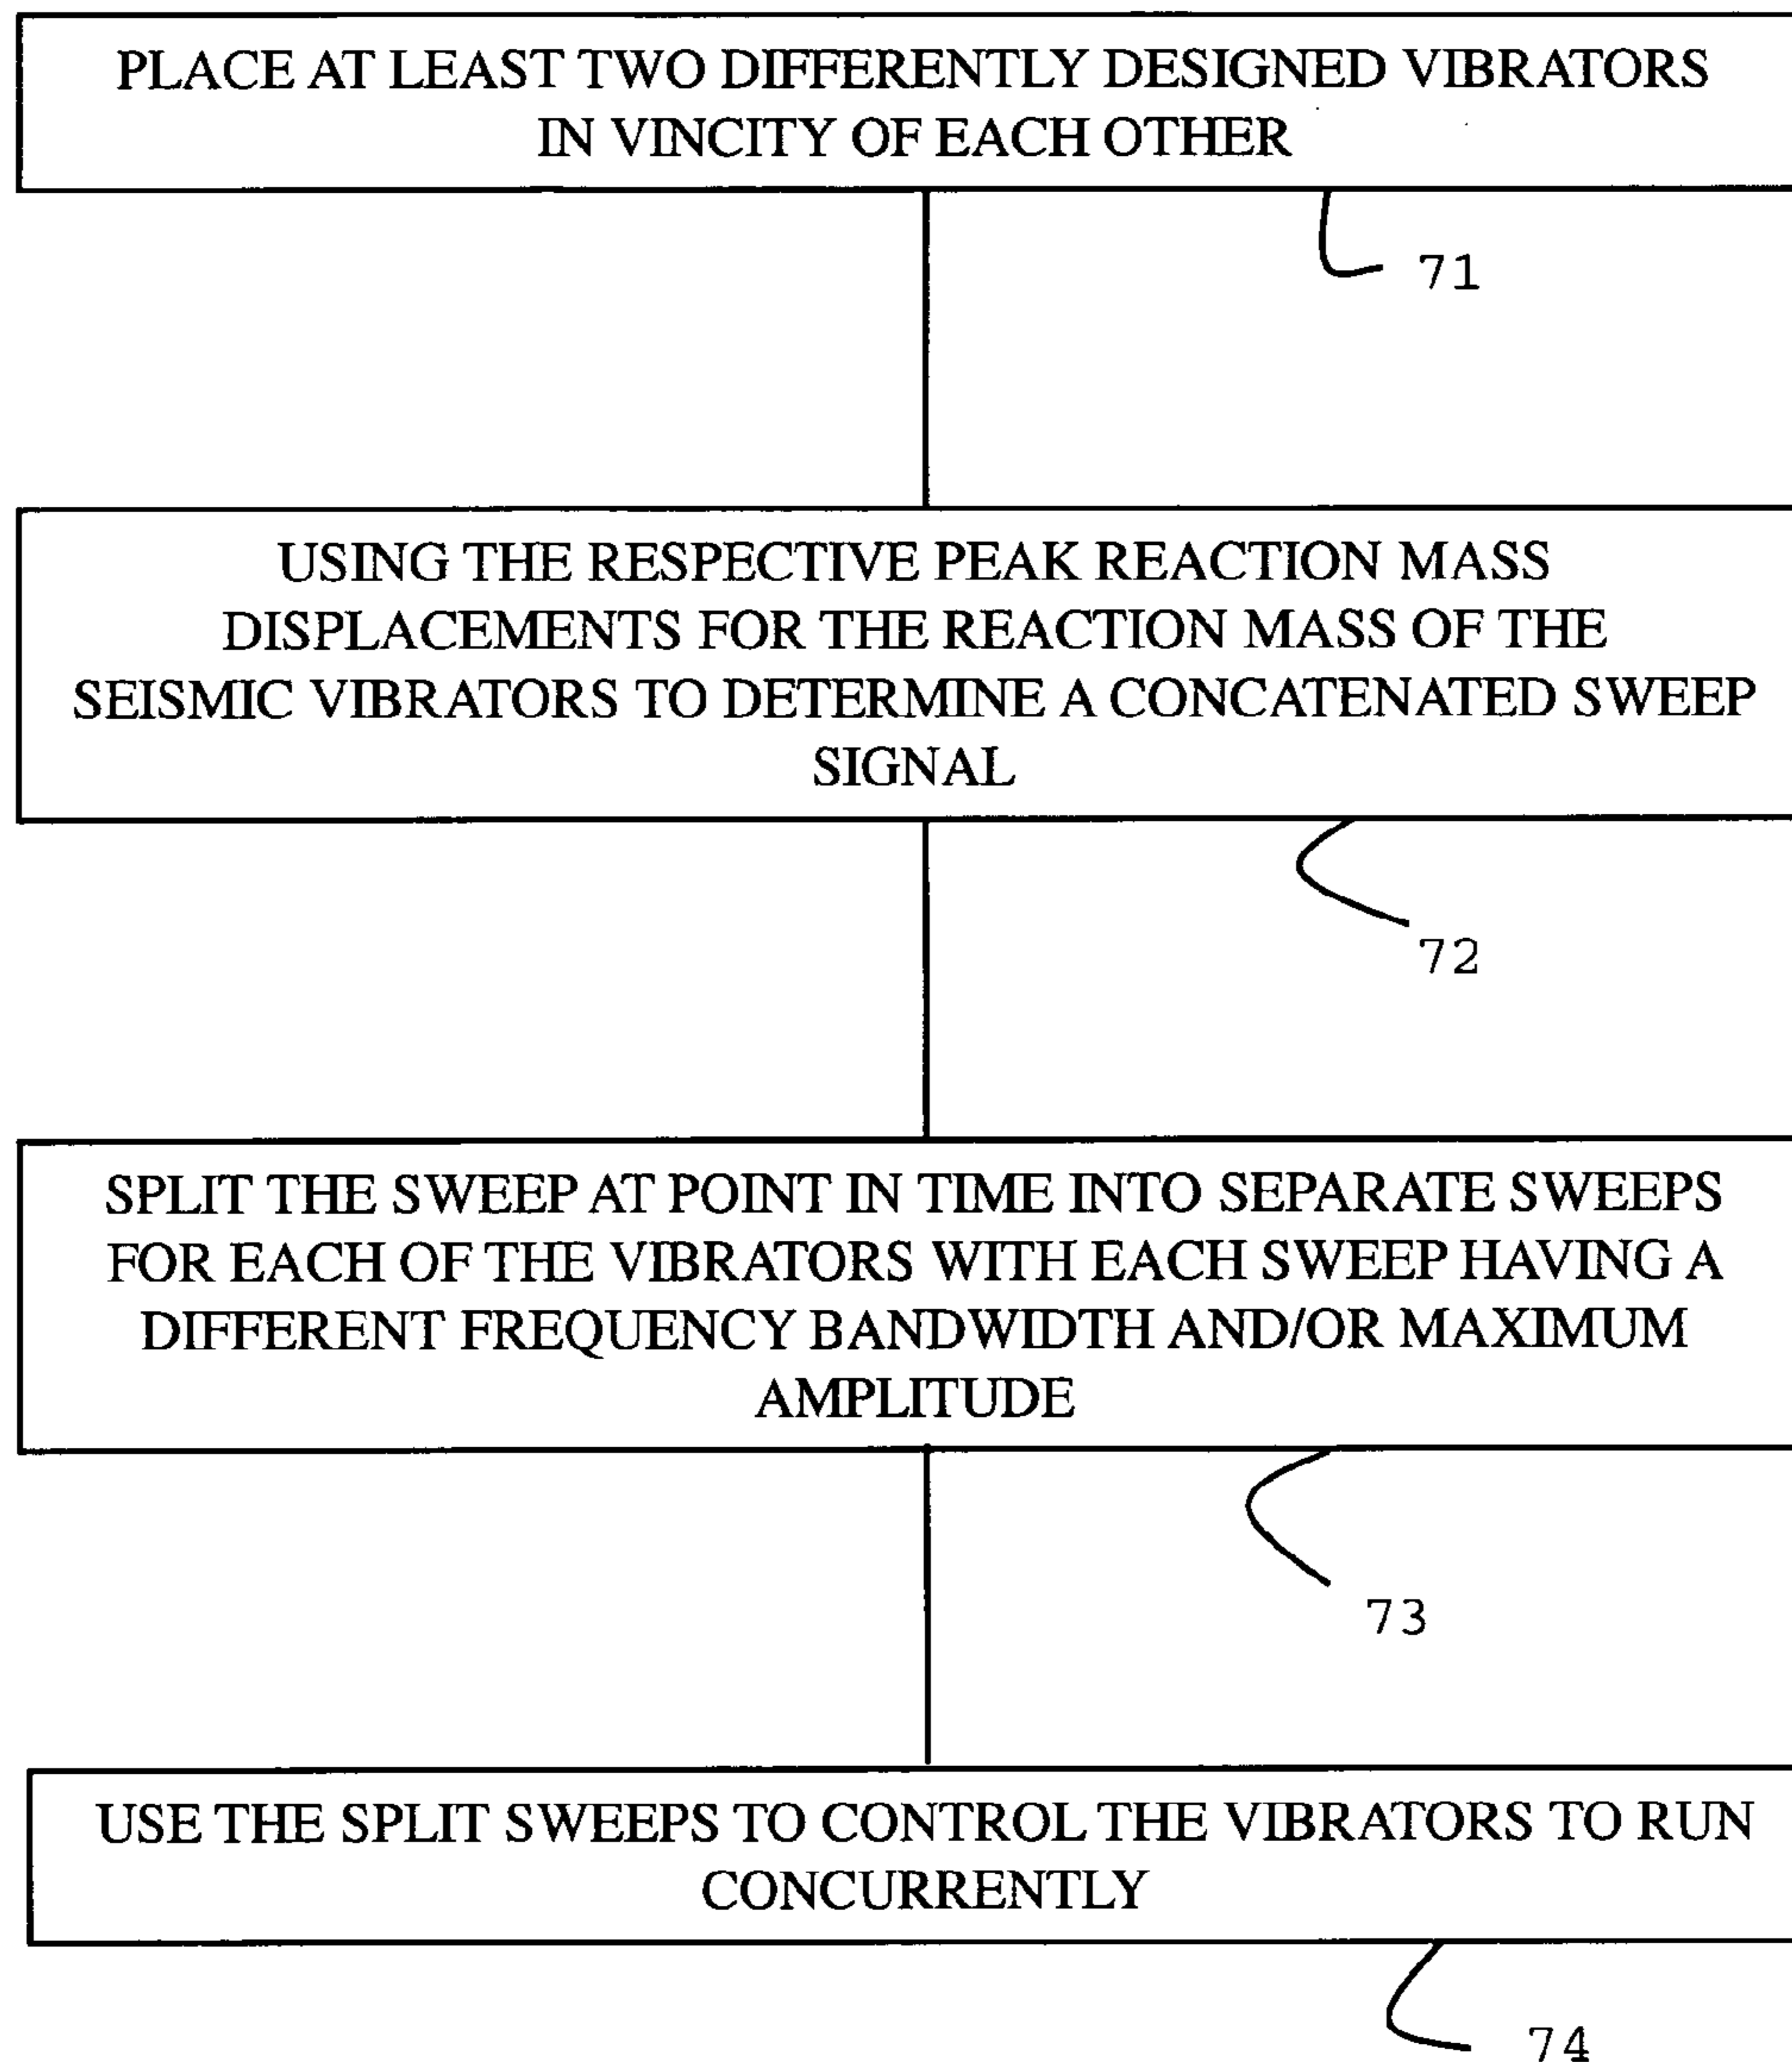 PLACE AT LEAST TWO DIFFERENTLY DESIGNED VIBRATORS
IN VINCITY OF EACH OTHER
71
USING THE RESPECTIVE PEAK REACTION MASS
DISPLACEMENTS FOR THE REACTION MASS OF THE
SEISMIC VIBRATORS TO DETERMINE A CONCATENATED SWEEP
SIGNAL
72
SPLIT THE SWEEP AT POINT IN TIME INTO SEPARATE SWEEPS
FOR EACH OF THE VIBRATORS WITH EACH SWEEP HAVING A
DIFFERENT FREQUENCY BANDWIDTH AND/OR MAXIMUM
AMPLITUDE
73
USE THE SPLIT SWEEPS TO CONTROL THE VIBRATORS TO RUN
CONCURRENTLY
74